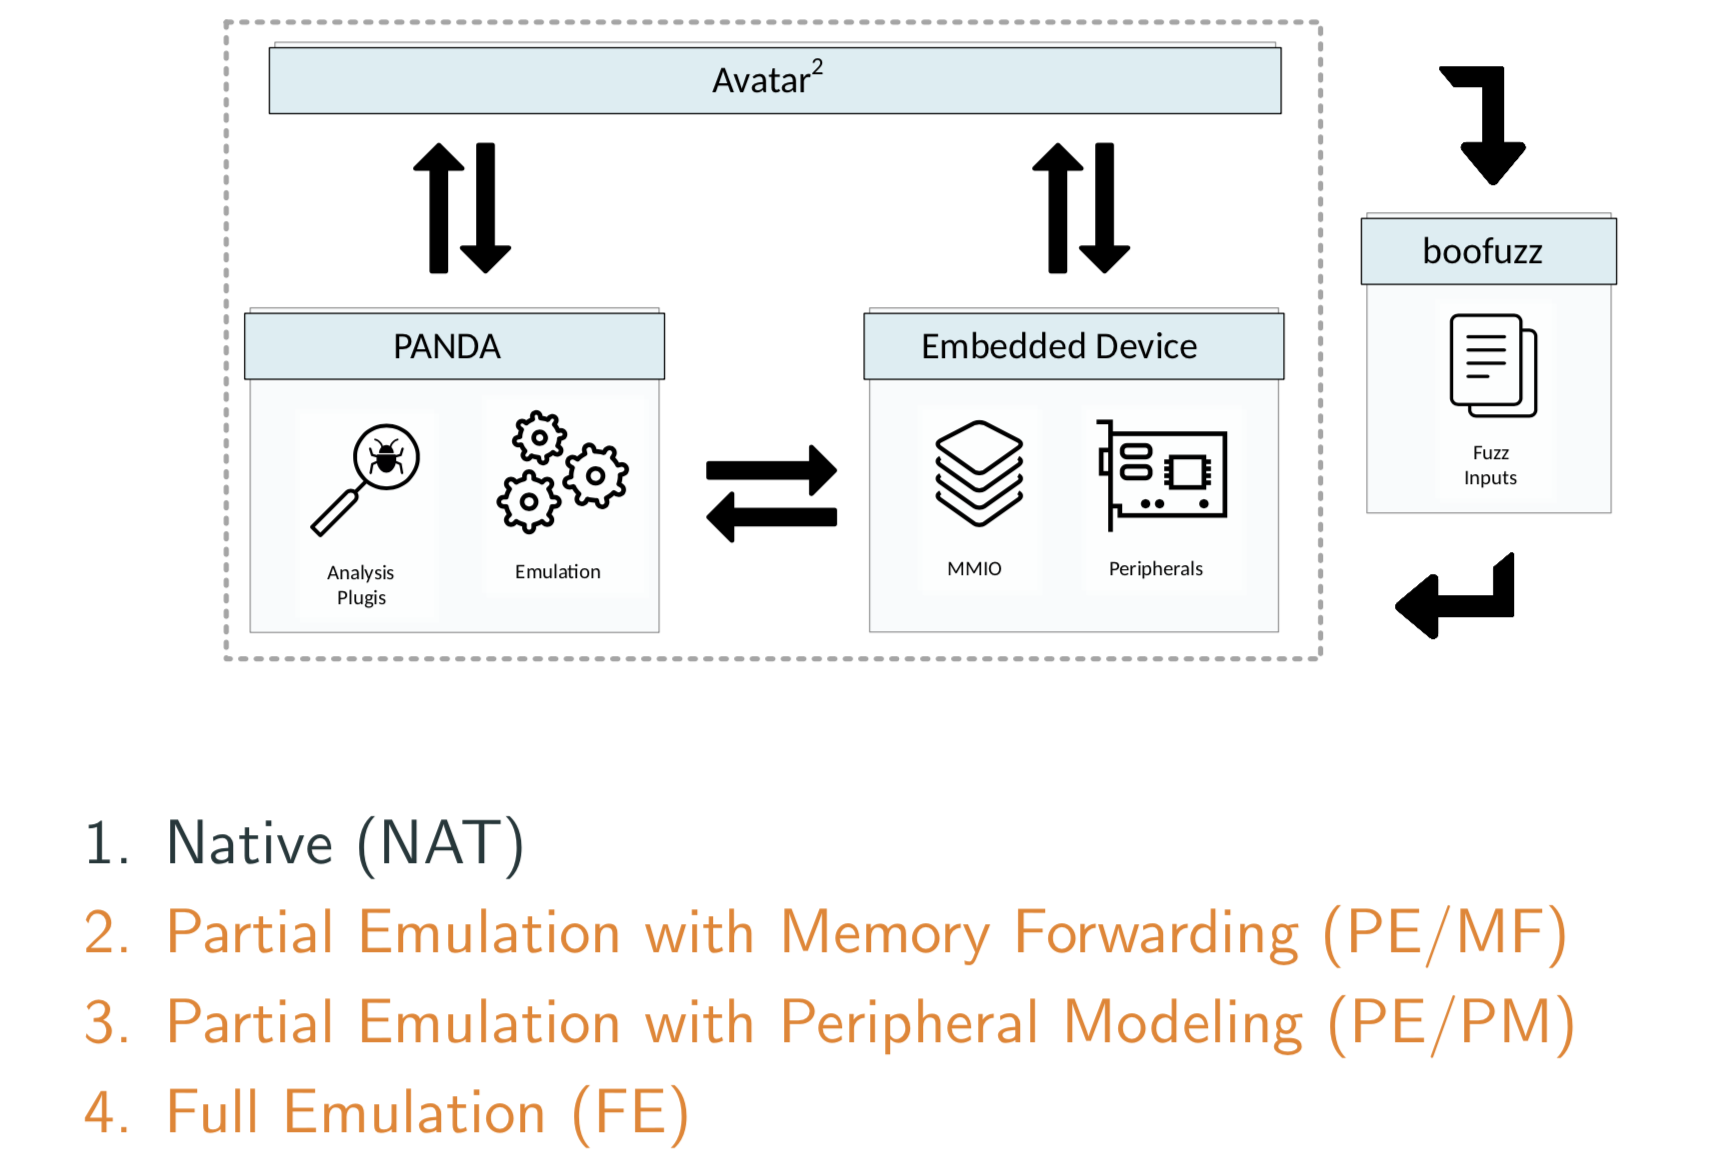 Avatar²
boofuzz
PANDA
Embedded Device
Fuzz
Inputs
Analysis
Plugis
Emulation
MMIO
Peripherals
1. Native (NAT)
2. Partial Emulation with Memory Forwarding (PE/MF)
3. Partial Emulation with Peripheral Modeling (PE/PM)
4. Full Emulation (FE)